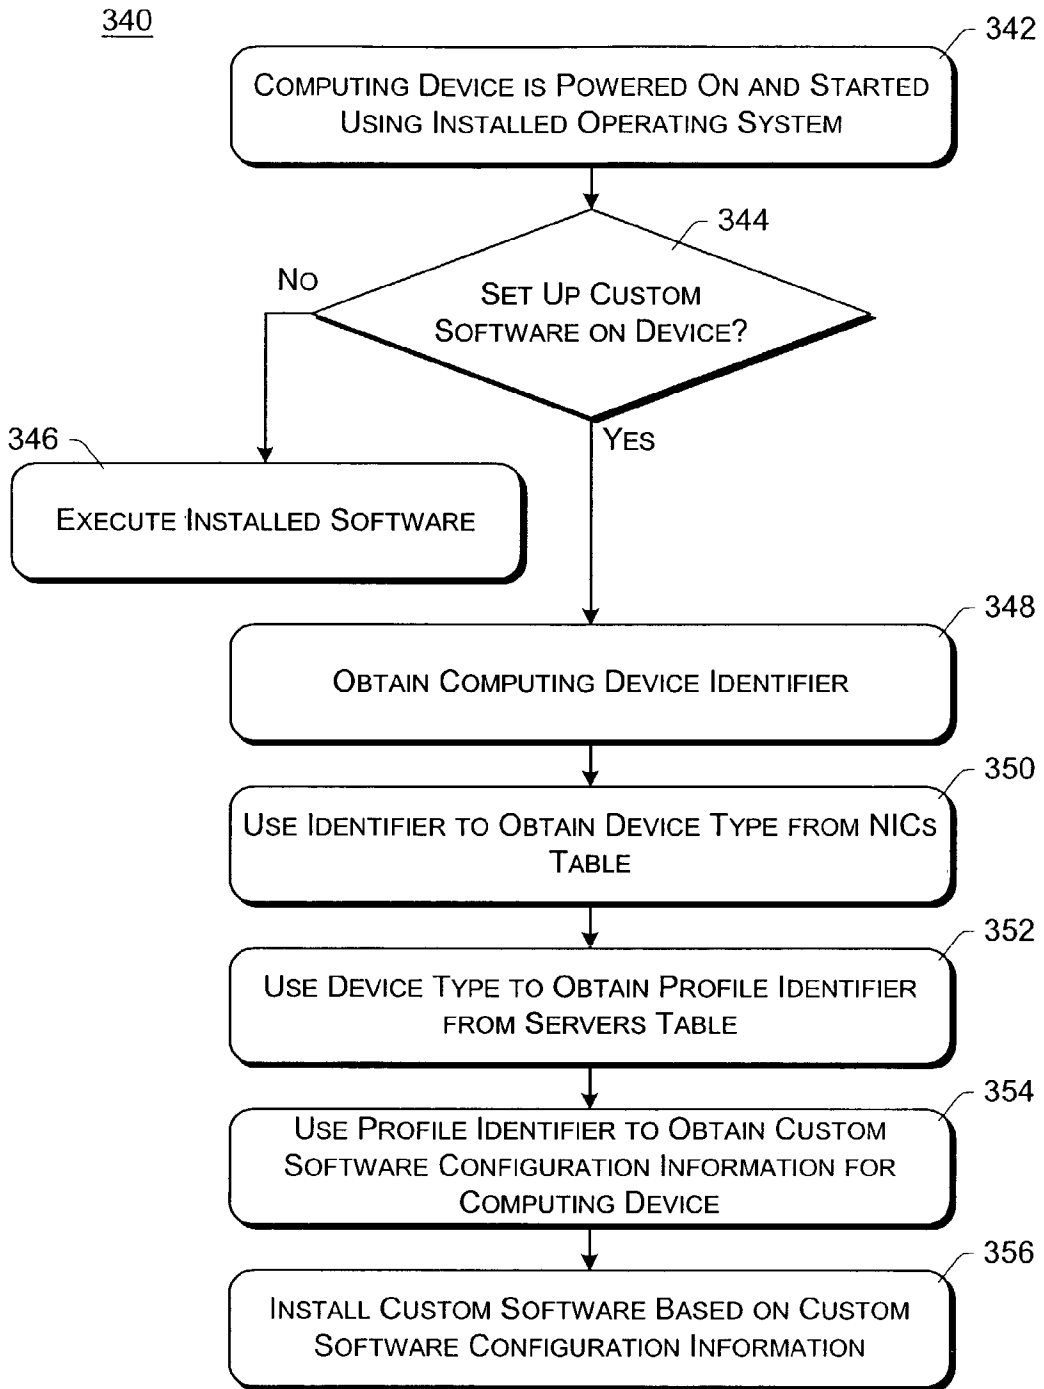 340
342
COMPUTING DEVICE IS POWERED ON AND STARTED
USING INSTALLED OPERATING SYSTEM
344
NO
SET UP CUSTOM
SOFTWARE ON DEVICE?
346
YES
EXECUTE INSTALLED SOFTWARE
348
OBTAIN COMPUTING DEVICE IDENTIFIER
350
USE IDENTIFIER TO OBTAIN DEVICE TYPE FROM NICS
TABLE
352
USE DEVICE TYPE TO OBTAIN PROFILE IDENTIFIER
FROM SERVERS TABLE
354
USE PROFILE IDENTIFIER TO OBTAIN CUSTOM
SOFTWARE CONFIGURATION INFORMATION FOR
COMPUTING DEVICE
356
INSTALL CUSTOM SOFTWARE BASED ON CUSTOM
SOFTWARE CONFIGURATION INFORMATION